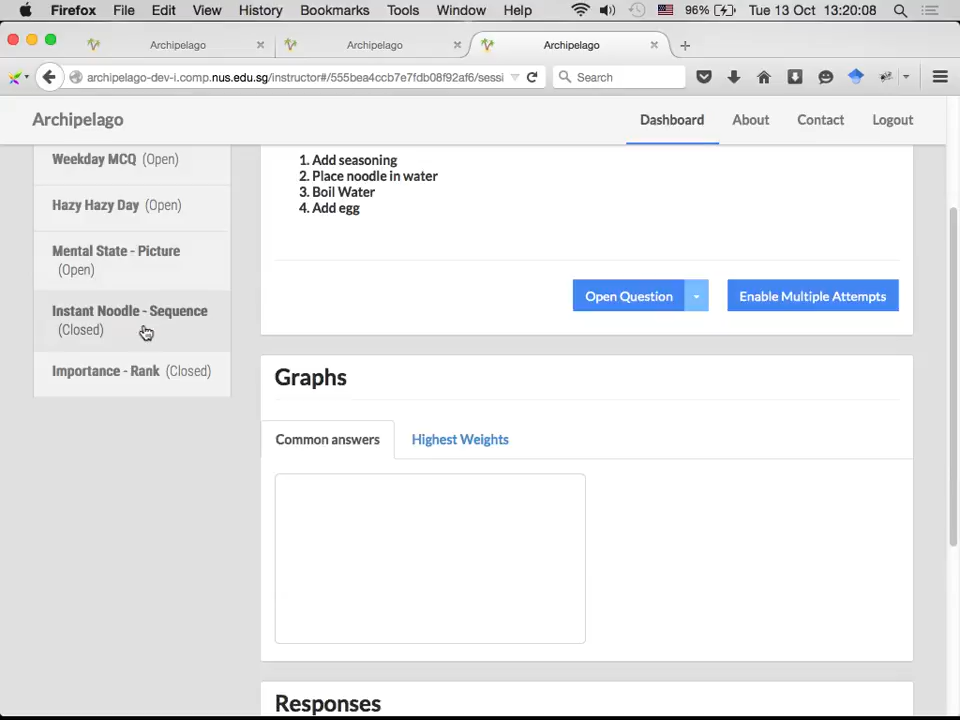 Firefox File Edit View History Bookmarks Tools Window Help 96% Tue 13 Oct 13:20:08
Archipelago Archipelago Archipelago
archipelago-dev-i.comp.nus.edu.sg/instructor#/555bea4ccb7e7fdb08f92af6/sessi Search
Archipelago Dashboard About Contact Logout
Weekday MCQ (Open)
Hazy Hazy Day (Open)
Mental State - Picture
(Open)
Instant Noodle - Sequence
(Closed)
Importance - Rank (Closed)
1. Add seasoning
2. Place noodle in water
3. Boil Water
4. Add egg
Open Question Enable Multiple Attempts
Graphs
Common answers Highest Weights
Responses